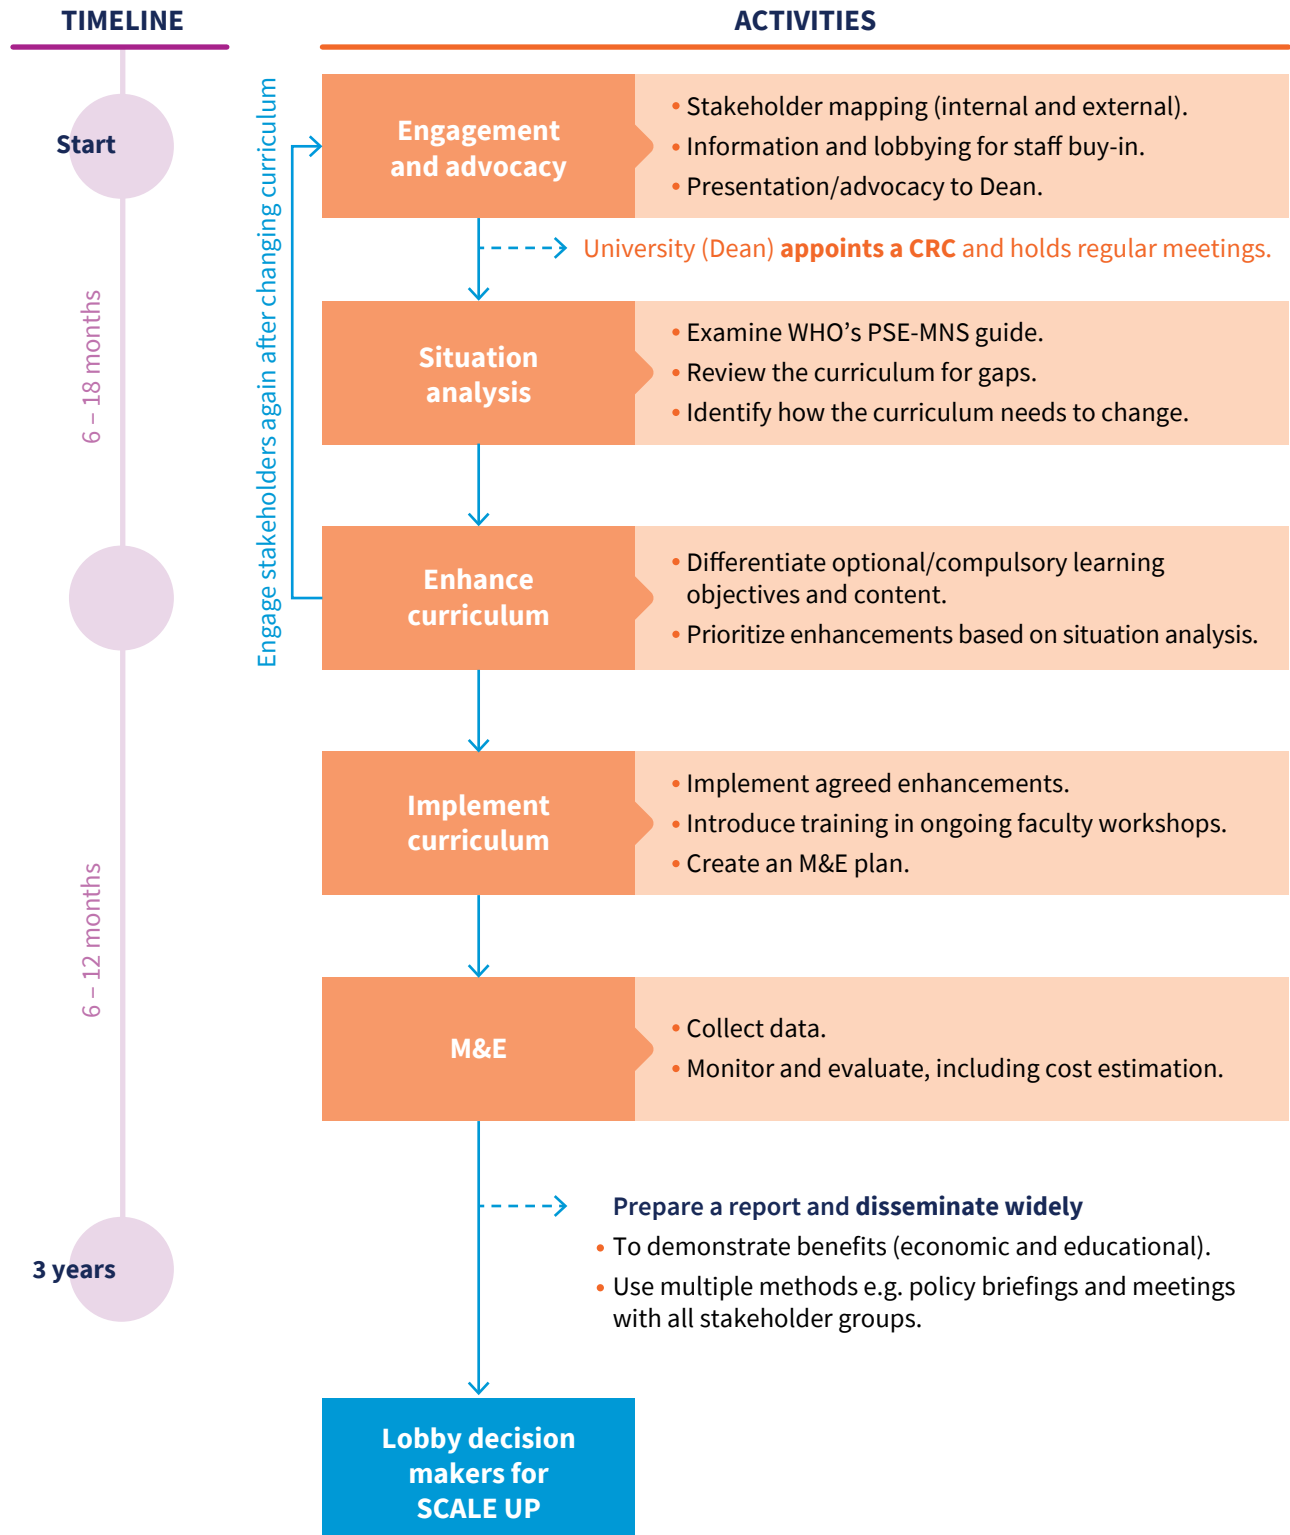 TIMELINE
ACTIVITIES
Start
6 – 18 months
6 – 12 months
3 years
Engage stakeholders again after changing curriculum
Engagement
and advocacy
• Stakeholder mapping (internal and external).
• Information and lobbying for staff buy-in.
• Presentation/advocacy to Dean.
University (Dean) appoints a CRC and holds regular meetings.
Situation
analysis
• Examine WHO’s PSE-MNS guide.
• Review the curriculum for gaps.
• Identify how the curriculum needs to change.
Enhance
curriculum
• Differentiate optional/compulsory learning
objectives and content.
• Prioritize enhancements based on situation analysis.
Implement
curriculum
• Implement agreed enhancements.
• Introduce training in ongoing faculty workshops.
• Create an M&E plan.
M&E
• Collect data.
• Monitor and evaluate, including cost estimation.
Prepare a report and disseminate widely
• To demonstrate benefits (economic and educational).
• Use multiple methods e.g. policy briefings and meetings
with all stakeholder groups.
Lobby decision
makers for
SCALE UP